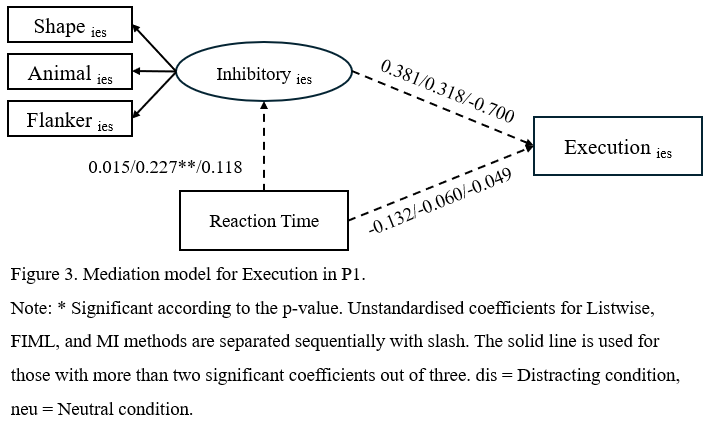 Shape ies
Animal ies
Flanker ies
Inhibitory ies
0.381/0.318/-0.700
Execution ies
0.015/0.227**/0.118
Reaction Time
-0.132/-0.060/-0.049
Figure 3. Mediation model for Execution in P1.
Note: * Significant according to the p-value. Unstandardised coefficients for Listwise,
FIML, and MI methods are separated sequentially with slash. The solid line is used for
those with more than two significant coefficients out of three. dis = Distracting condition,
neu = Neutral condition.